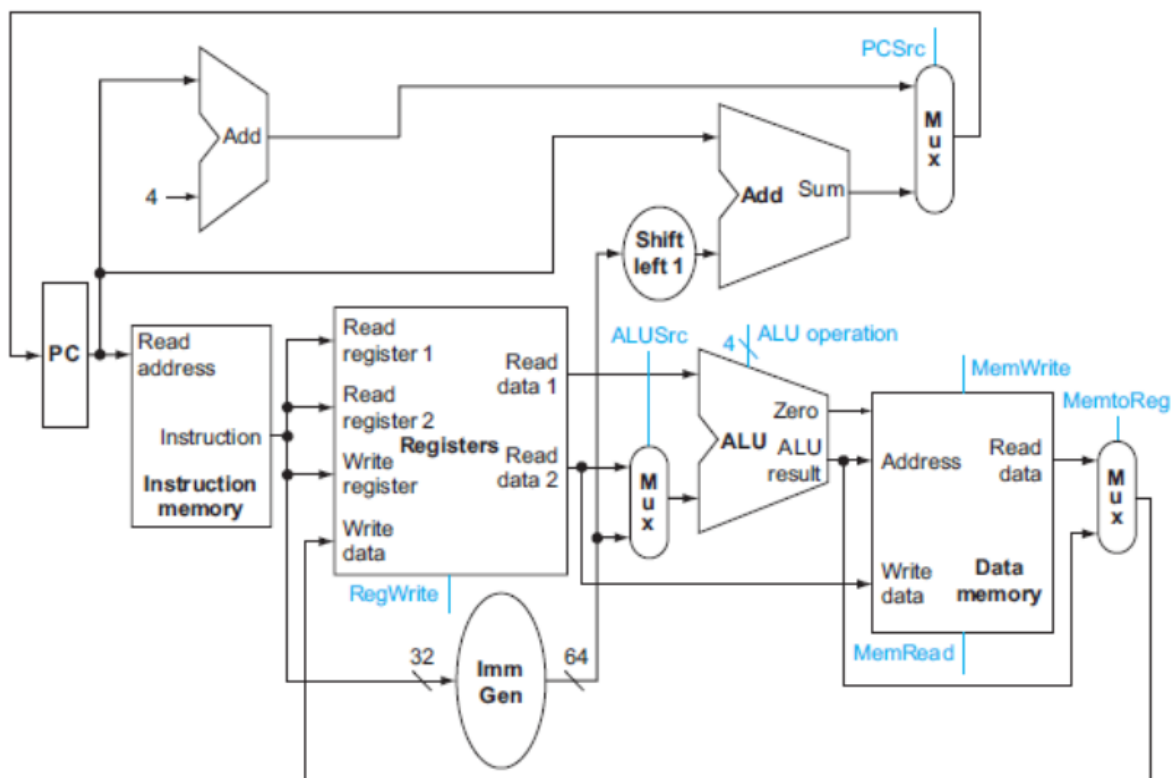 PCSrc
Add
4
M
u
x
Add Sum
Shift
left 1
PC
Read
address
Instruction
Instruction
memory
Read
register 1
Read
register 2
Write
register
Write
data
Registers
Read
data 1
Read
data 2
RegWrite
ALUSrc
M
u
x
4
ALU operation
Zero
ALU
ALU
result
MemWrite
Address
Read
data
Write
data
Data
memory
MemRead
MemtoReg
M
u
x
32
Imm
Gen
64